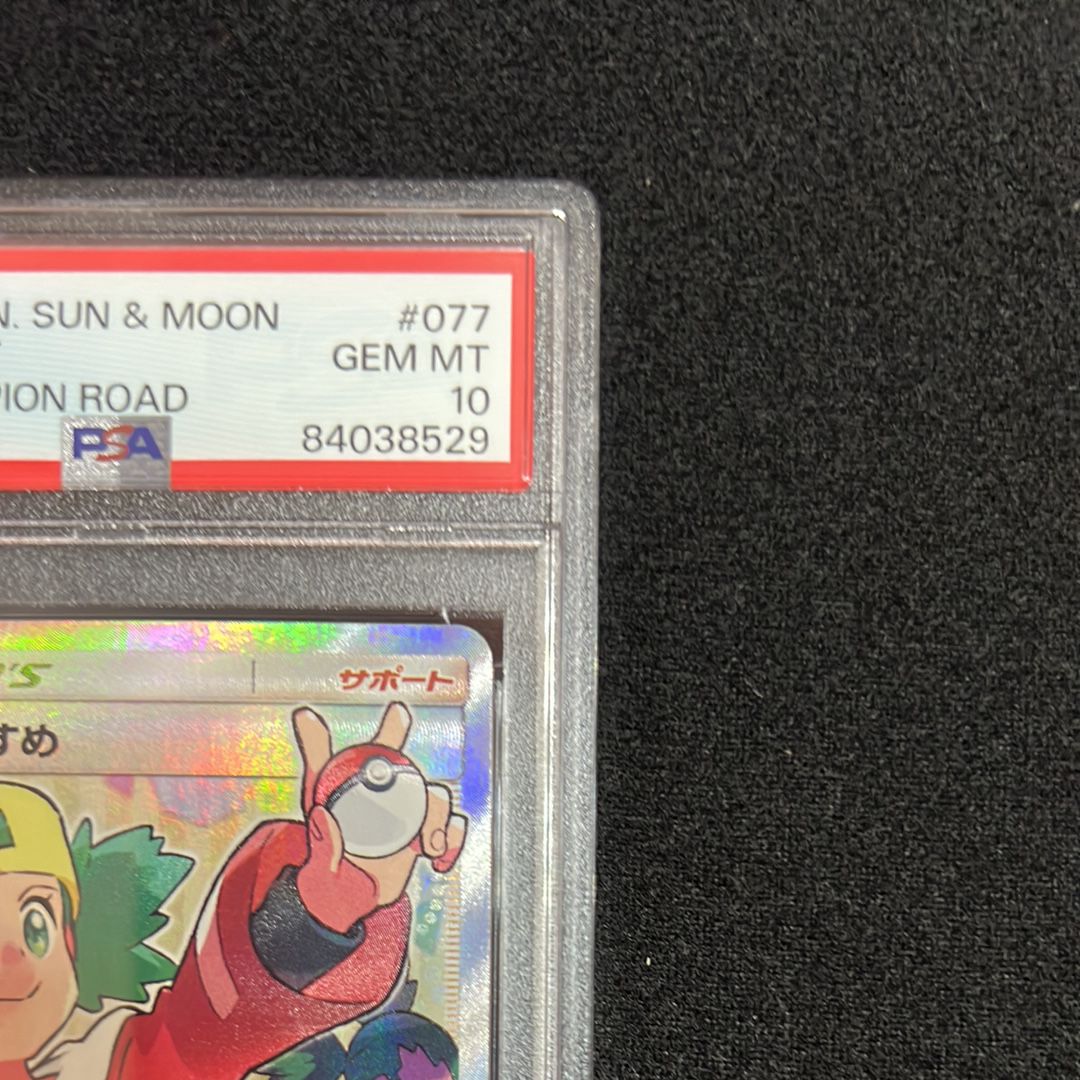 N. SUN & MOON #077
GEM MT
PION ROAD 10
PSA 84038529
R'S サポート
すめ